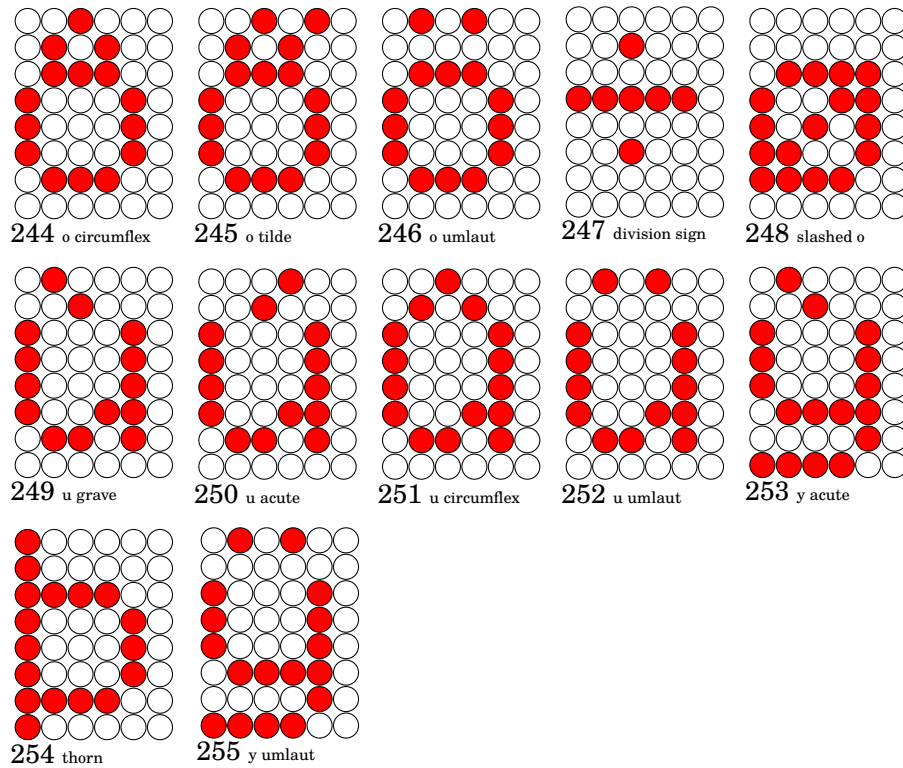 244 o circumflex
245 o tilde
246 o umlaut
247 division sign
248 slashed o
249 u grave
250 u acute
251 u circumflex
252 u umlaut
253 y acute
254 thorn
255 y umlaut